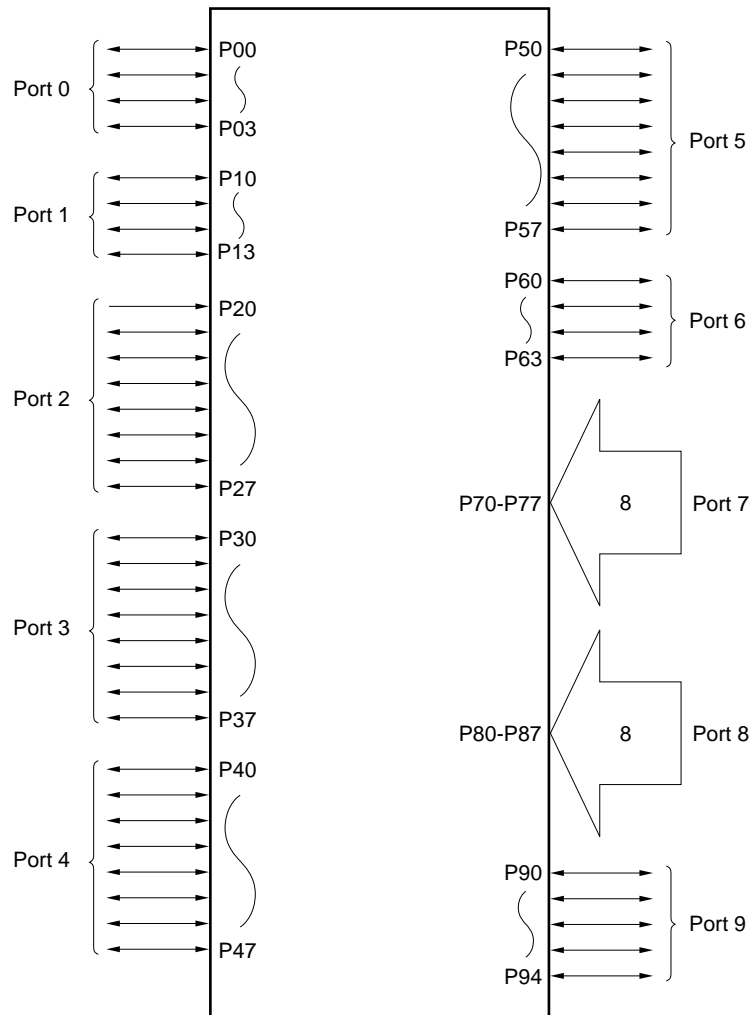 Port 0
P00
P03
Port 1
P10
P13
Port 2
P20
P27
Port 3
P30
P37
Port 4
P40
P47
P50
P57
Port 5
P60
P63
Port 6
P70-P77
8
Port 7
P80-P87
8
Port 8
P90
P94
Port 9